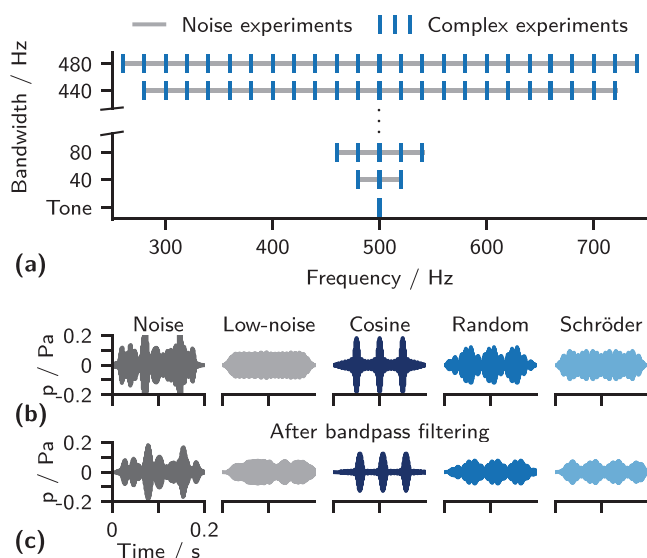 Noise experiments Complex experiments
Bandwidth / Hz
480
440
80
40
Tone
300 400 500 600 700
(a)
Frequency / Hz
Noise Low-noise Cosine Random Schröder
p / Pa
0.2
0
-0.2
(b)
After bandpass filtering
p / Pa
0.2
0
-0.2
0 0.2
(c)
Time / s